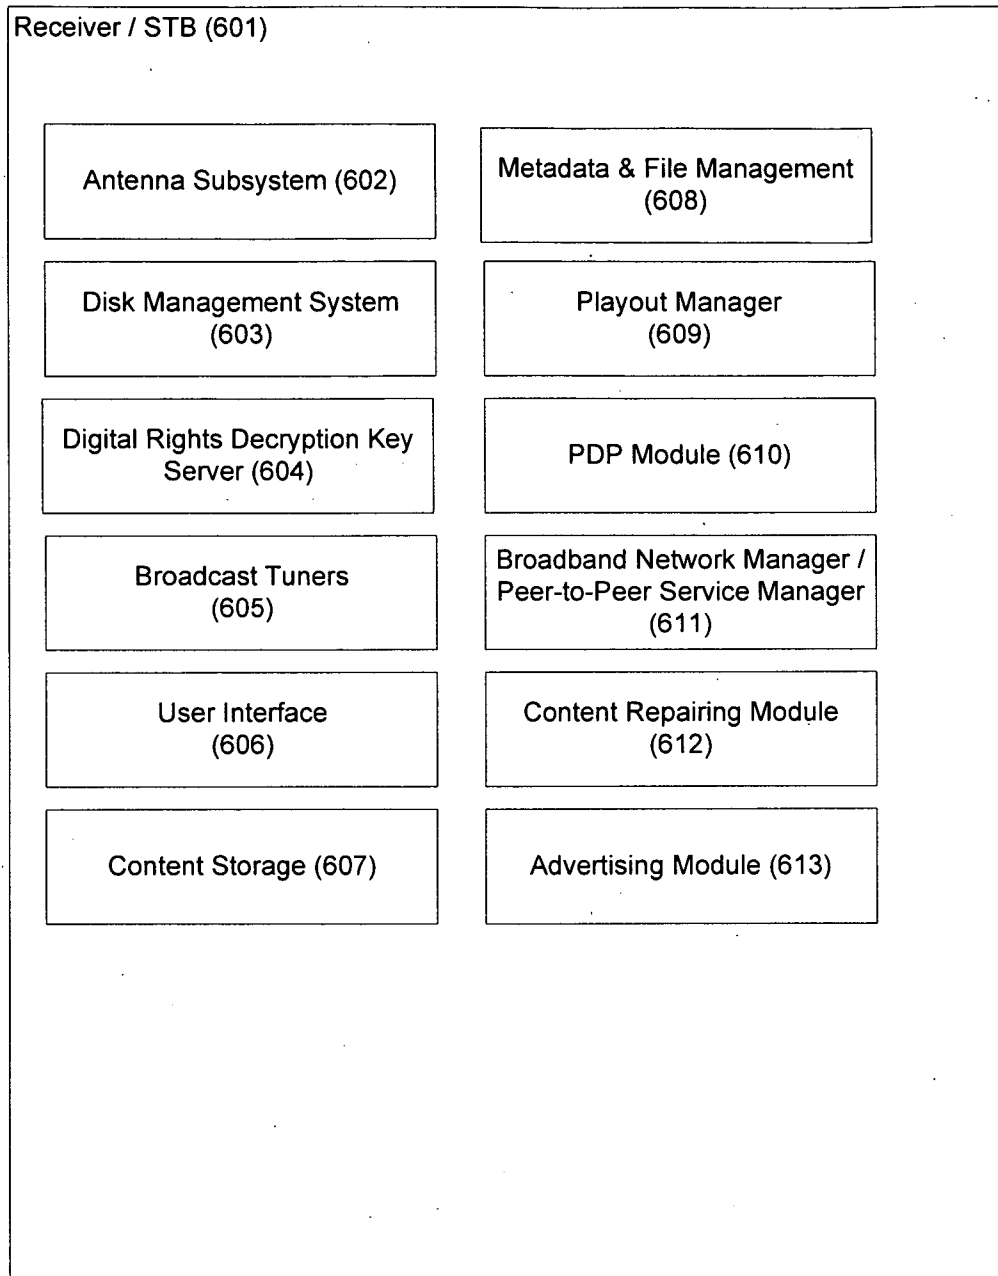 Receiver / STB (601)
Antenna Subsystem (602)
Disk Management System
(603)
Digital Rights Decryption Key
Server (604)
Broadcast Tuners
(605)
User Interface
(606)
Content Storage (607)
Metadata & File Management
(608)
Playout Manager
(609)
PDP Module (610)
Broadband Network Manager /
Peer-to-Peer Service Manager
(611)
Content Repairing Module
(612)
Advertising Module (613)